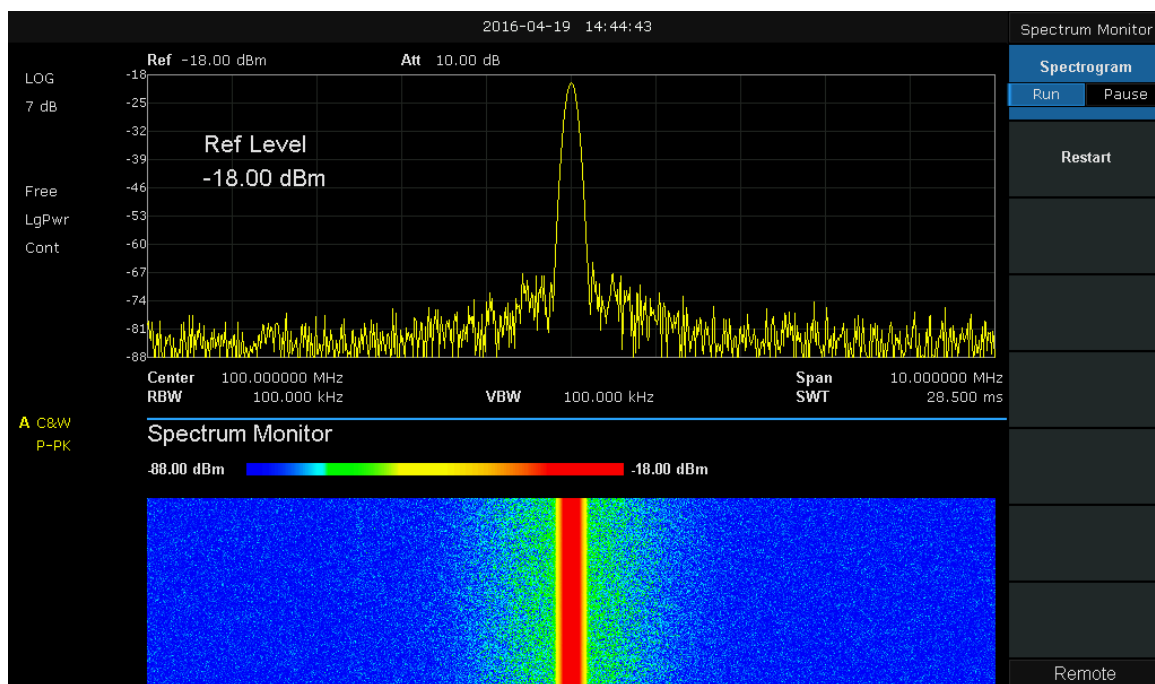 2016-04-19 14:44:43
Spectrum Monitor
Ref -18.00 dBm Att 10.00 dB
Spectrogram
Run Pause
Restart
LOG
7 dB
Free
LgPwr
Cont
A C&W
P-PK
-18
-25
-32
-39
-46
-53
-60
-67
-74
-81
-88
Ref Level
-18.00 dBm
Center 100.000000 MHz Span 10.000000 MHz
RBW 100.000 kHz VBW 100.000 kHz SWT 28.500 ms
Spectrum Monitor
-88.00 dBm -18.00 dBm
Remote